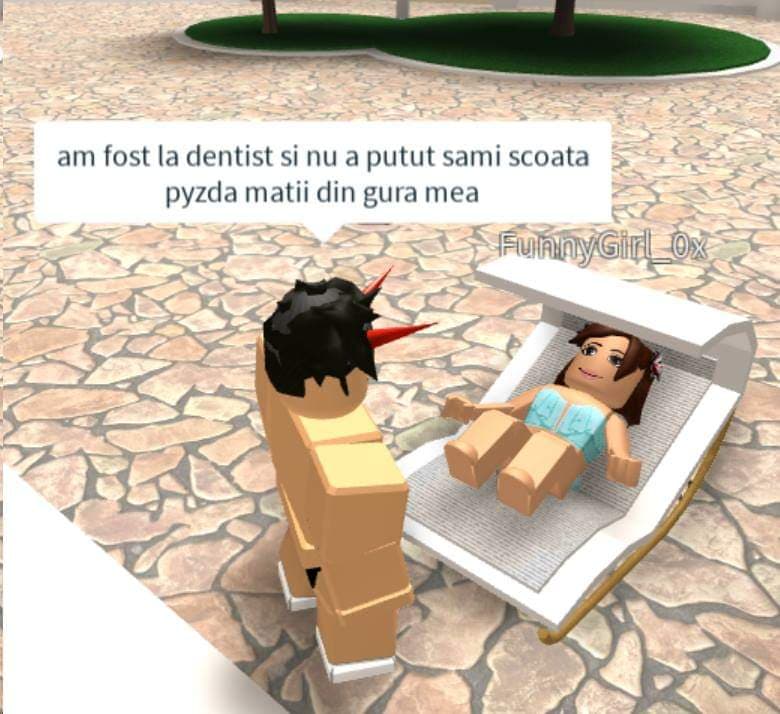 am fost la dentist si nu a putut sami scoata
pyzda matii din gura mea
FunnyGirl_0x